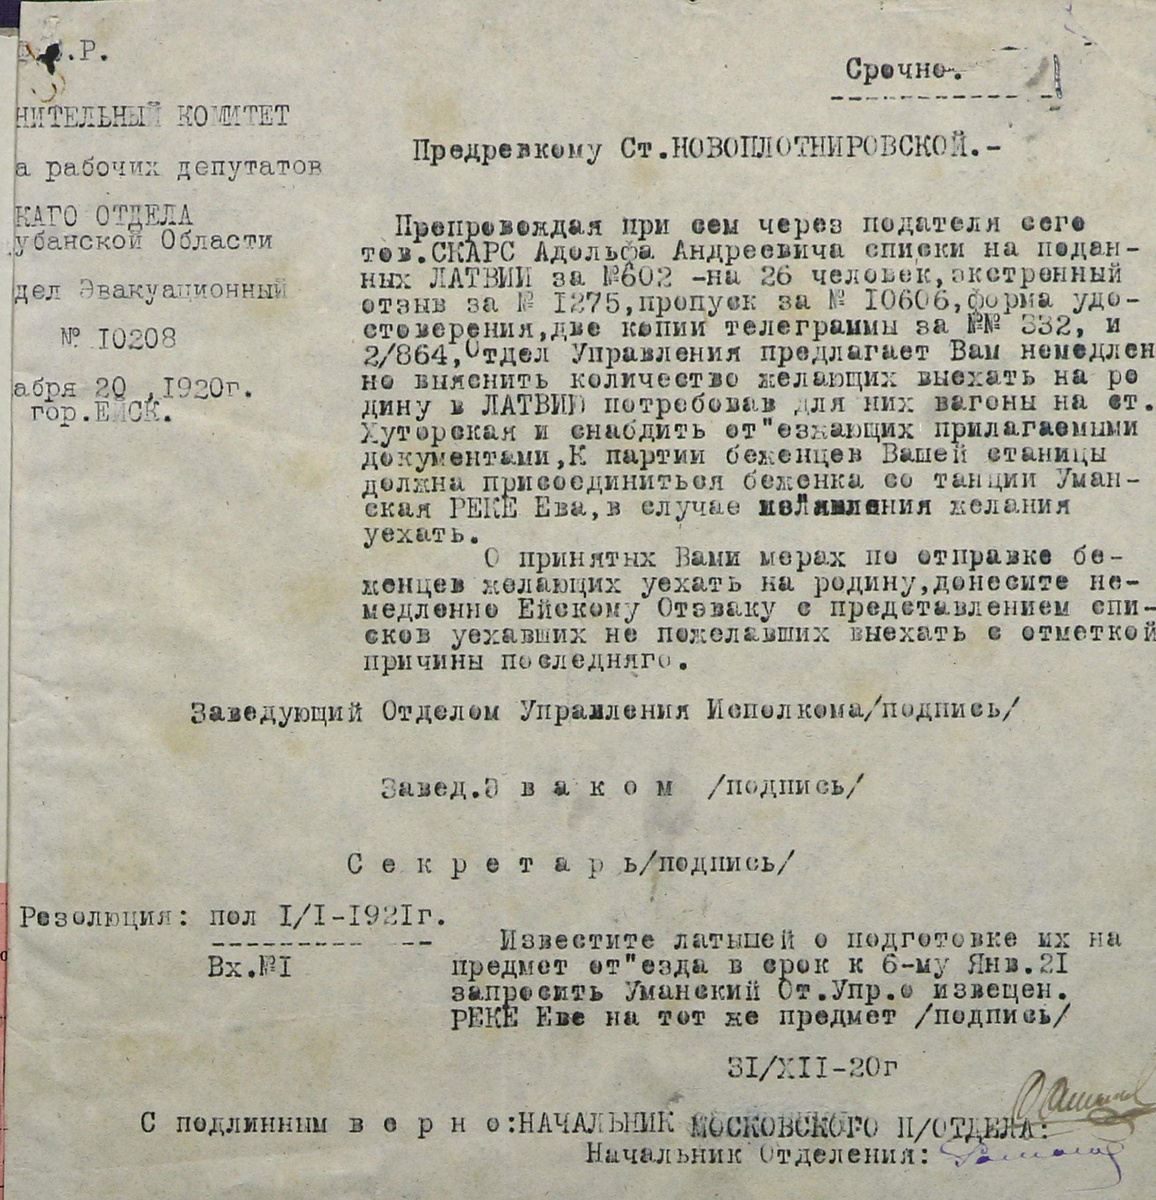 .Р.
Срочно.
НИТЕЛЬНЫЙ КОМИТЕТ
Предревкому Ст.НОВОПЛОТНИРОВСКОЙ.-
а рабочих депутатов
КАГО ОТДЕЛА
убанской Области
дел Эвакуационный
№ 10208
абря 20 ,1920г.
гор.ЕЙСК.
Препровождая при сем через подателя сего
тов.СКАРС Адольфа Андреевича списки на подан-
ных ЛАТВИИ за №602 -на 26 человек,экстренный
отзыв за № 1275,пропуск за № 10606,форма удо-
стоверения,две копии телеграммы за №№ 332, и
2/864,Отдел Управления предлагает Вам немедлен
но выяснить количество желающих выехать на ро
дину в ЛАТВИЮ потребовав для них вагоны на ст.
Хуторская и снабдить от"езжающих прилагаемыми
документами,К партии беженцев Вашей станицы
должна присоединиться беженка со танции Уман-
ская РЕКЕ Ева,в случае изЛявления желания
уехать.
О принятых Вами мерах по отправке бе-
женцев желающих уехать на родину,донесите не-
медленно Ейскому Отэваку с представлением спи-
сков уехавших не пожелавших выехать с отметкой
причины последняго.
Заведующий Отделом Управления Исполкома/подпись/
Завед.Э в а к о м /подпись/
С е к р е т а р ь/подпись/
Резолюция: пол I/I-1921г.
Вх.№I
Известите латышей о подготовке их на
предмет от"езда в срок к 6-му Янв.21
запросить Уманский От.Упр.о извещен.
РЕКЕ Еве на тот же предмет /подпись/
31/XII-20г
С подлинным в е р н о:НАЧАЛЬНИК МОСКОВСКОГО П/ОТДЕЛА:
Начальник Отделения: